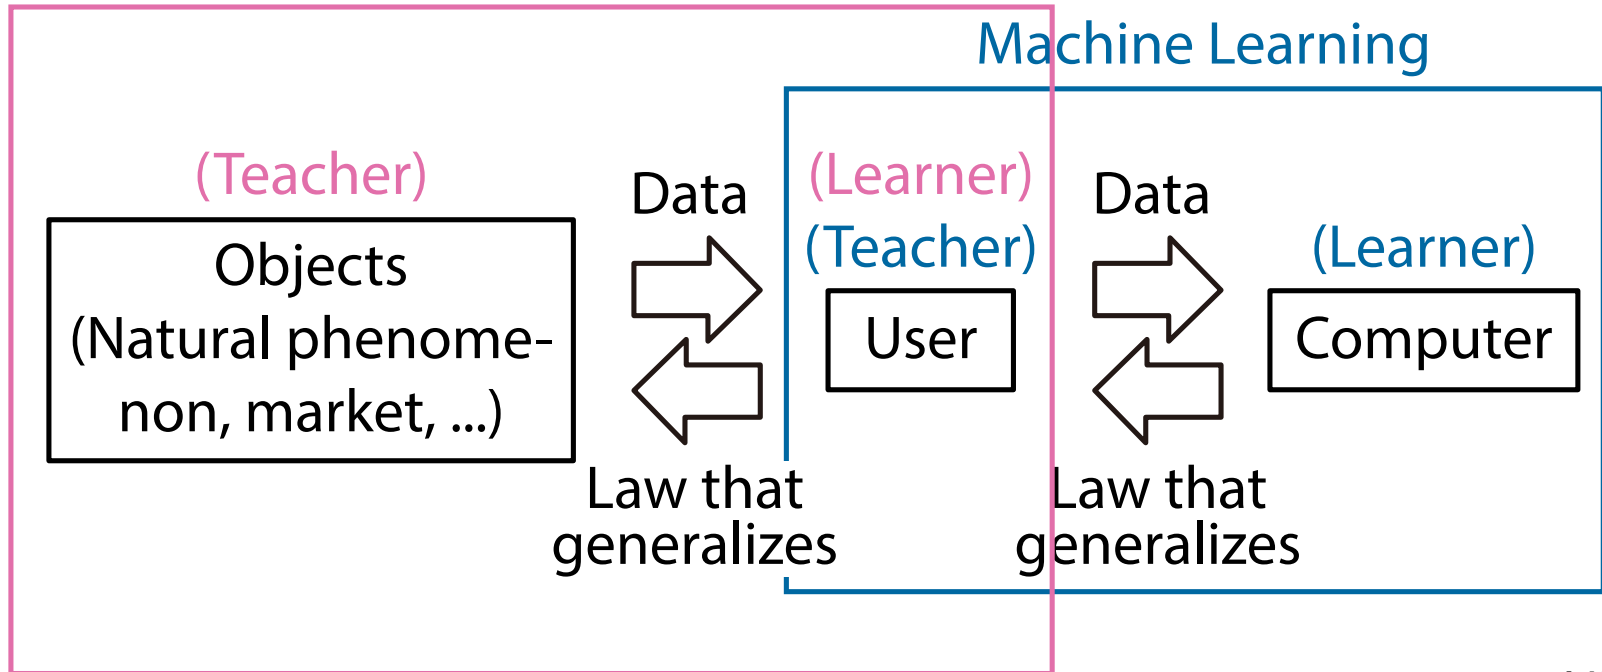 Machine Learning
(Teacher)
Objects
(Natural phenome-
non, market, ...)
Data
Law that
generalizes
(Learner)
(Teacher)
User
Data
Law that
generalizes
(Learner)
Computer